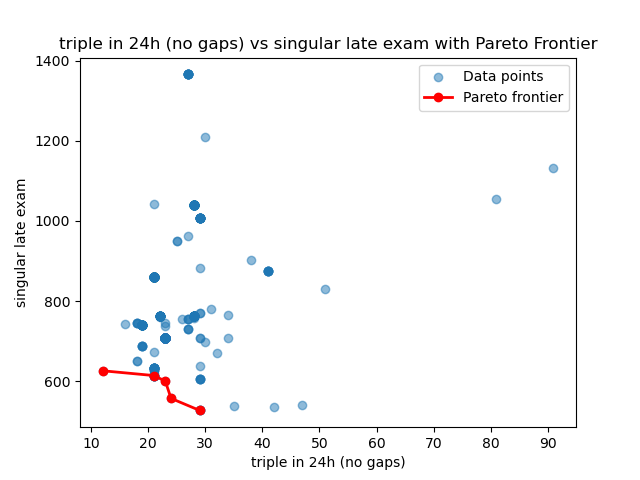 triple in 24h (no gaps) vs singular late exam with Pareto Frontier
Data points
Pareto frontier
1400
1200
1000
800
600
singular late exam
10 20 30 40 50 60 70 80 90
triple in 24h (no gaps)